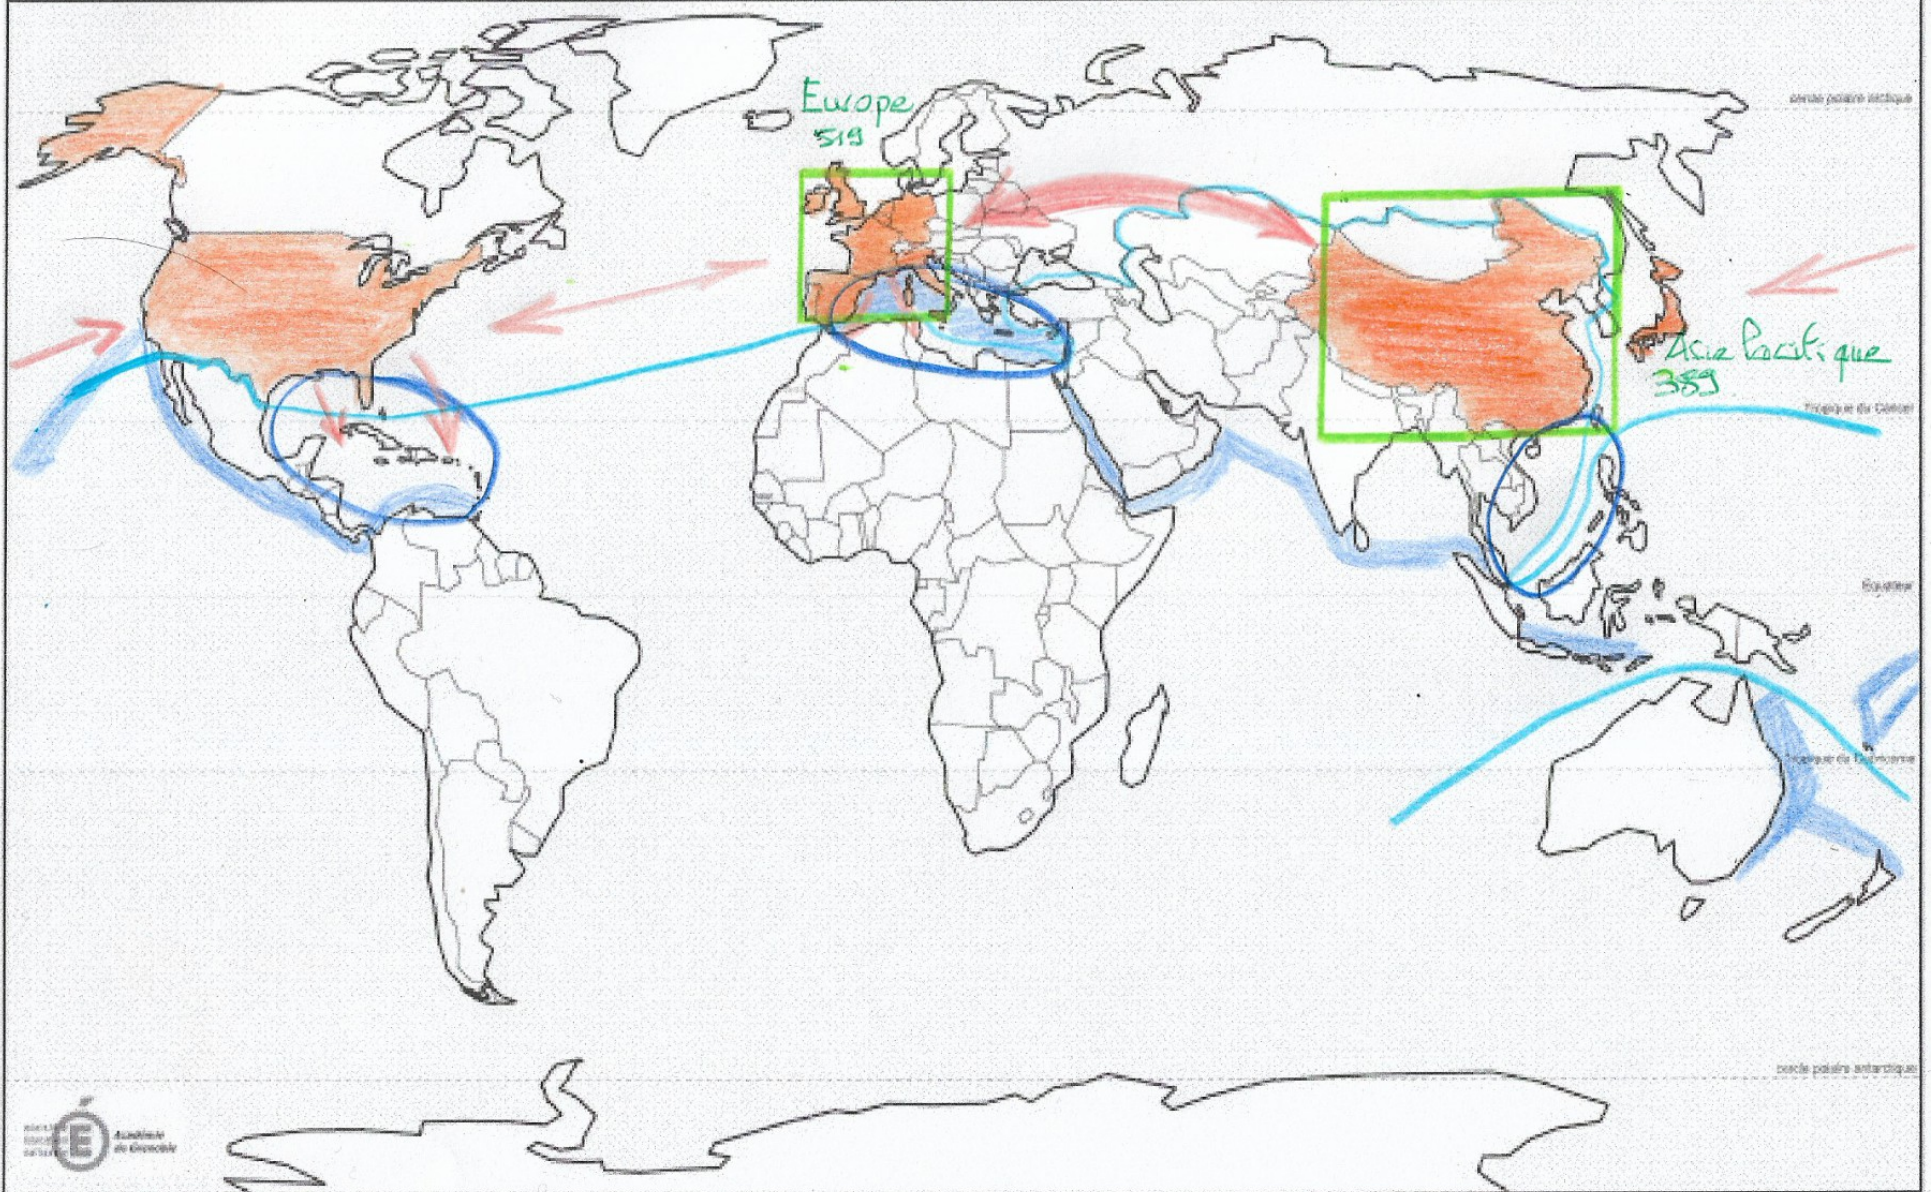 Europe
519
cercle polaire arctique
Asie Pacifique
389
Tropique du Cancer
Équateur
Tropique du Capricorne
cercle polaire antarctique
Académie
de Grenoble